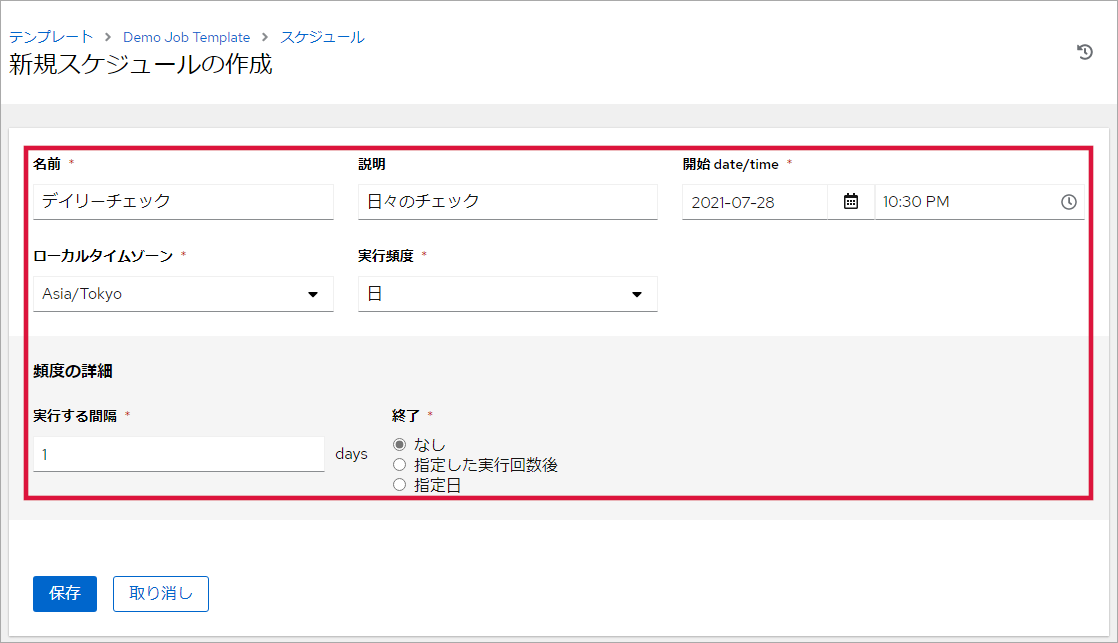 テンプレート > Demo Job Template > スケジュール
新規スケジュールの作成
名前 * 説明 開始 date/time *
デイリーチェック 日々のチェック 2021-07-28 10:30 PM
ローカルタイムゾーン * 実行頻度 *
Asia/Tokyo 日
頻度の詳細
実行する間隔 * 終了 *
1 days なし
指定した実行回数後
指定日
保存 取り消し